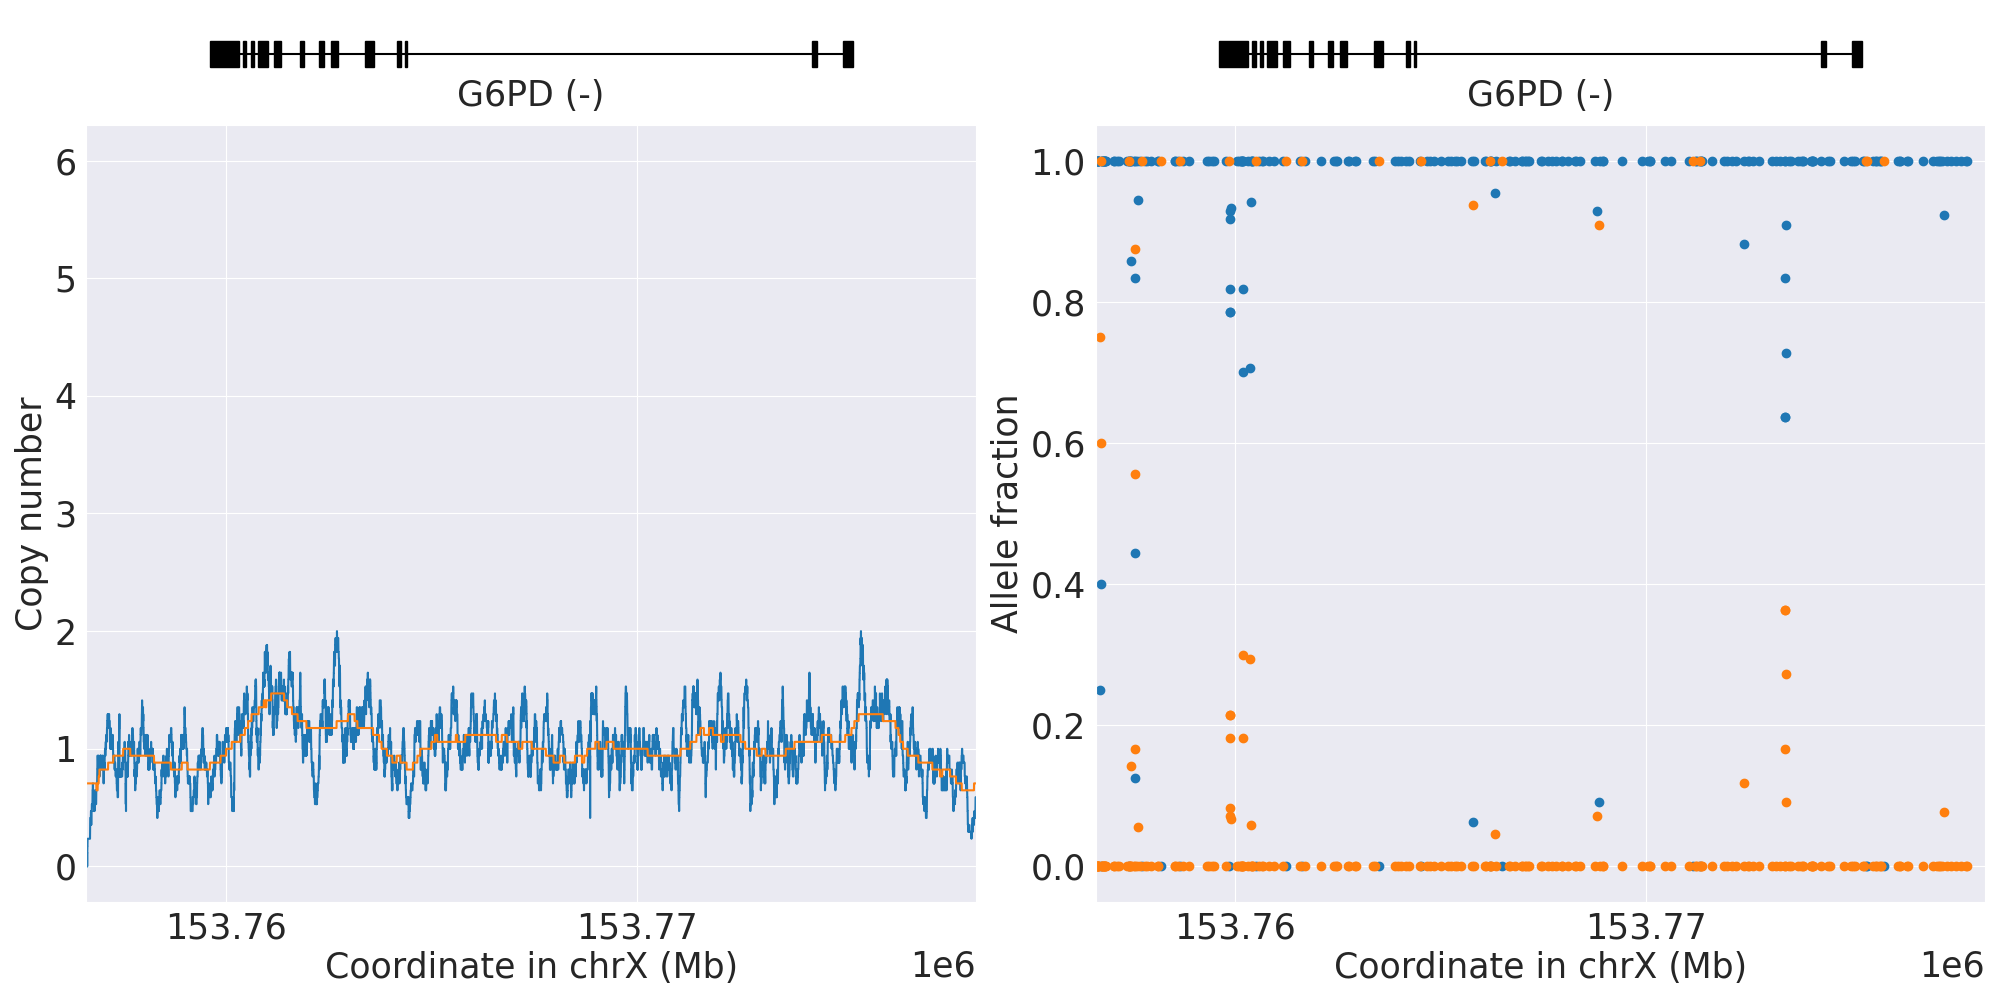 G6PD (-)
G6PD (-)
Copy number
6
5
4
3
2
1
0
153.76
153.77
Coordinate in chrX (Mb)
1e6
Allele fraction
1.0
0.8
0.6
0.4
0.2
0.0
153.76
153.77
Coordinate in chrX (Mb)
1e6